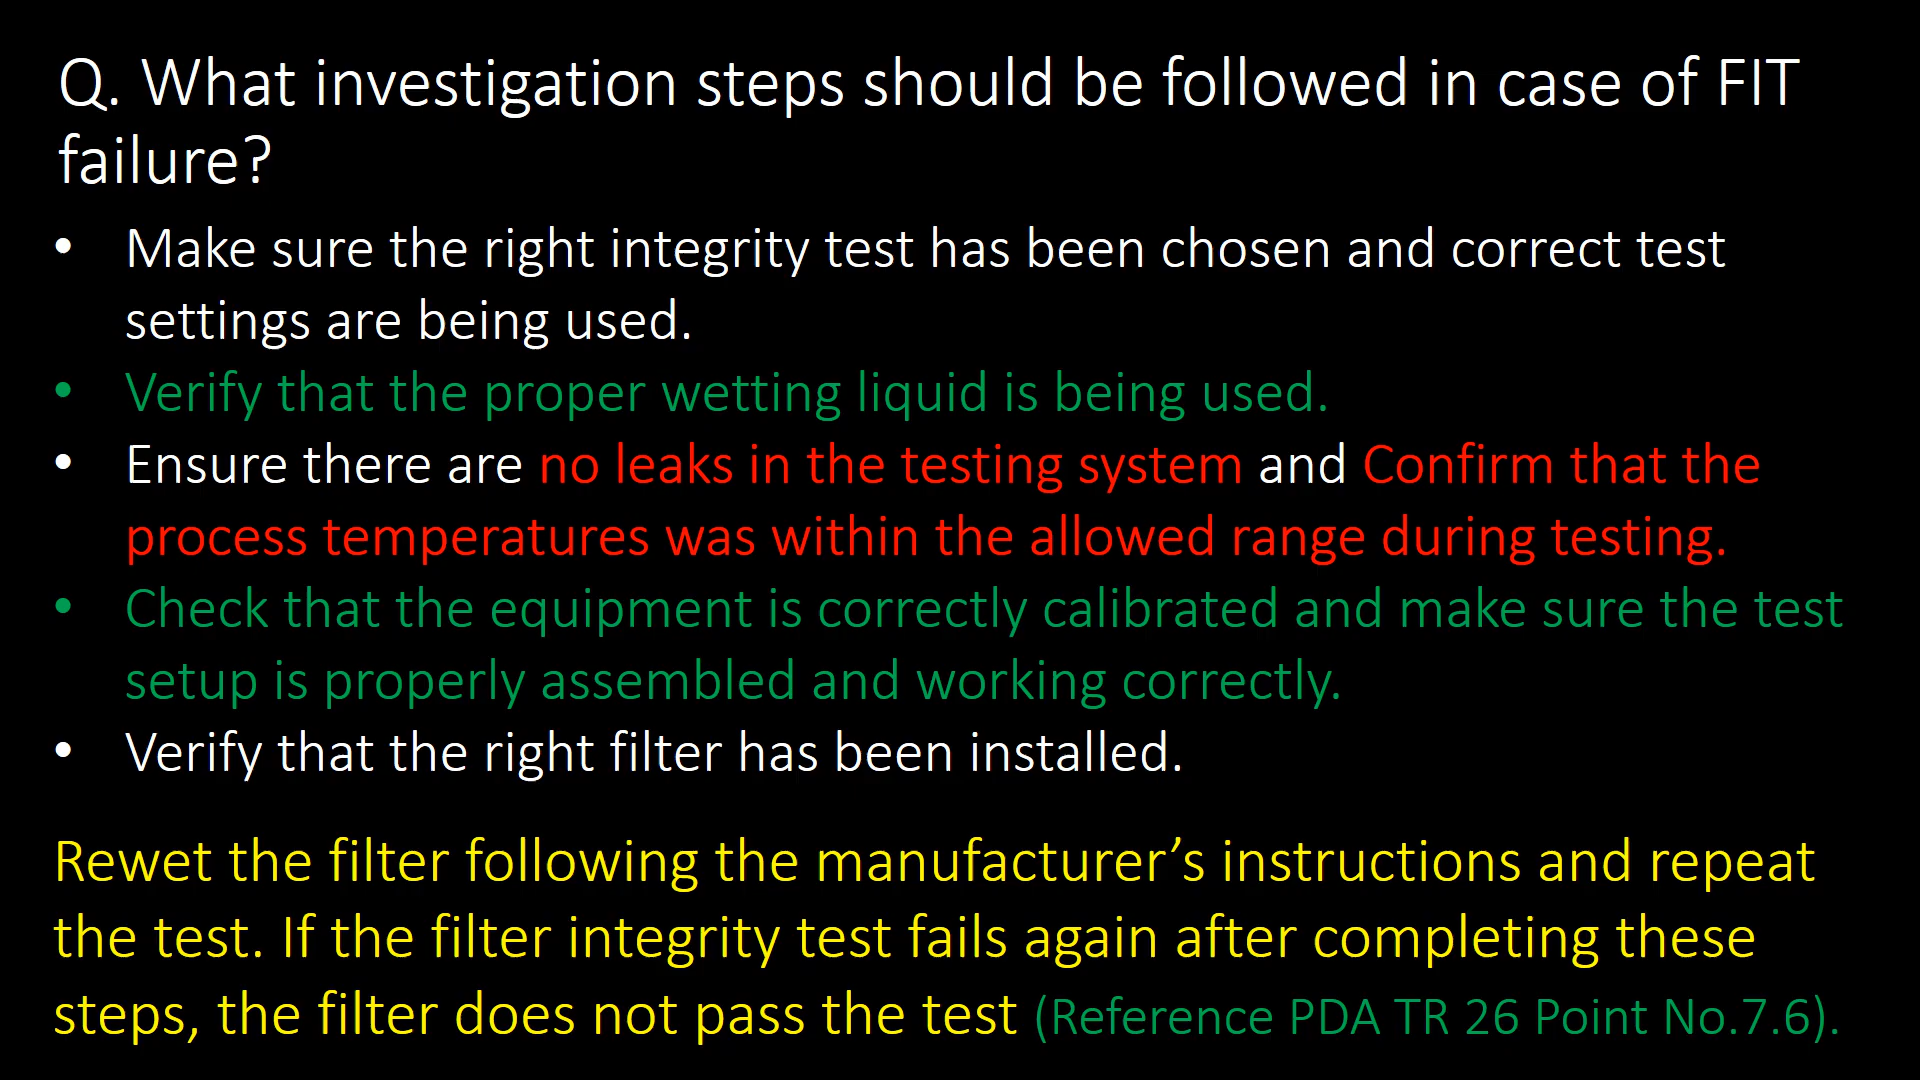 Q. What investigation steps should be followed in case of FIT
failure?
• Make sure the right integrity test has been chosen and correct test
settings are being used.
• Verify that the proper wetting liquid is being used.
• Ensure there are no leaks in the testing system and Confirm that the
process temperatures was within the allowed range during testing.
• Check that the equipment is correctly calibrated and make sure the test
setup is properly assembled and working correctly.
• Verify that the right filter has been installed.
Rewet the filter following the manufacturer’s instructions and repeat
the test. If the filter integrity test fails again after completing these
steps, the filter does not pass the test (Reference PDA TR 26 Point No.7.6).